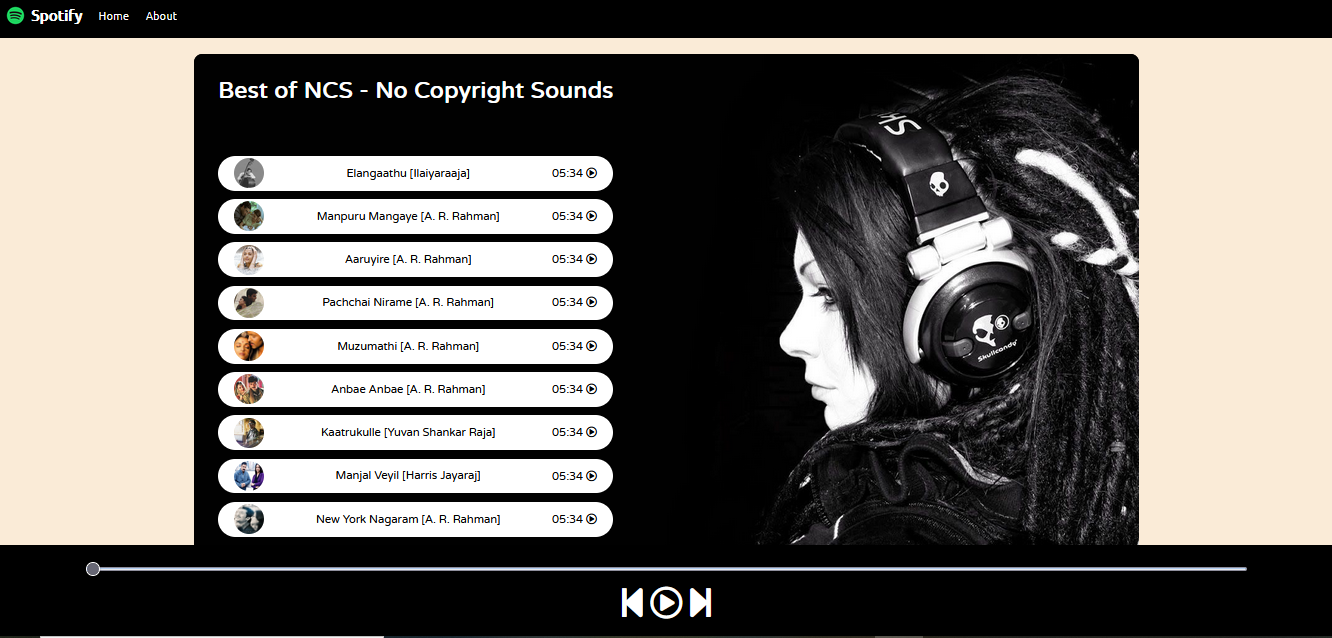 Spotify Home About
Best of NCS - No Copyright Sounds
Elangaathu [Ilaiyaraaja] 05:34
Manpuru Mangaye [A. R. Rahman] 05:34
Aaruyire [A. R. Rahman] 05:34
Pachchai Nirame [A. R. Rahman] 05:34
Muzumathi [A. R. Rahman] 05:34
Anbae Anbae [A. R. Rahman] 05:34
Kaatrukulle [Yuvan Shankar Raja] 05:34
Manjal Veyil [Harris Jayaraj] 05:34
New York Nagaram [A. R. Rahman] 05:34
SH
Skullcandy